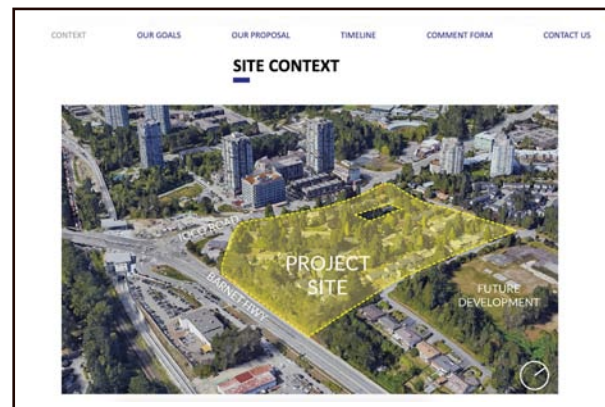 CONTEXT OUR GOALS OUR PROPOSAL TIMELINE COMMENT FORM CONTACT US
SITE CONTEXT
IOCO ROAD
BARNET HWY
PROJECT
SITE
FUTURE
DEVELOPMENT